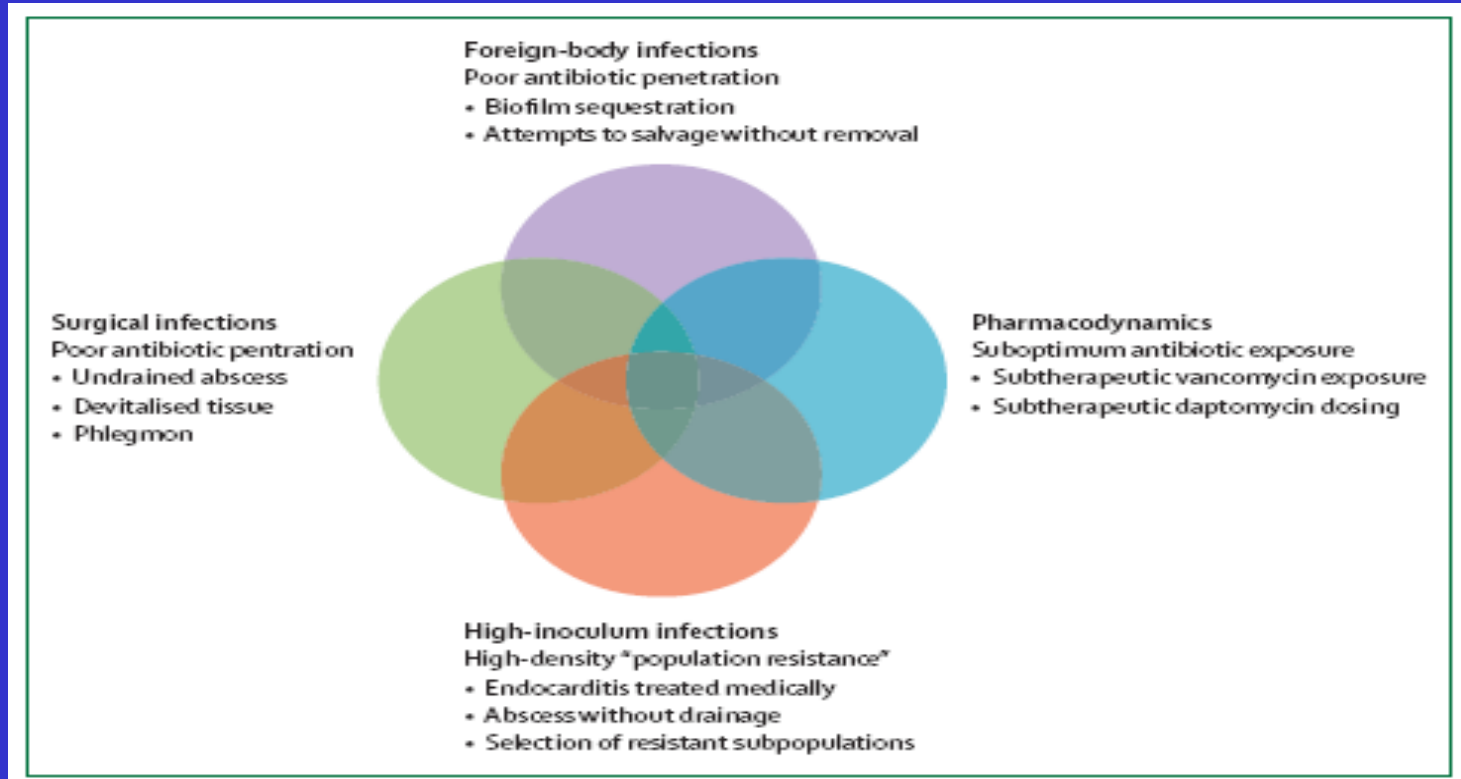 Foreign-body infections
Poor antibiotic penetration
• Biofilm sequestration
• Attempts to salvage without removal
Surgical infections
Poor antibiotic pentration
• Undrained abscess
• Devitalised tissue
• Phlegmon
Pharmacodynamics
Suboptimum antibiotic exposure
• Subtherapeutic vancomycin exposure
• Subtherapeutic daptomycin dosing
High-inoculum infections
High-density “population resistance”
• Endocarditis treated medically
• Abscess without drainage
• Selection of resistant subpopulations